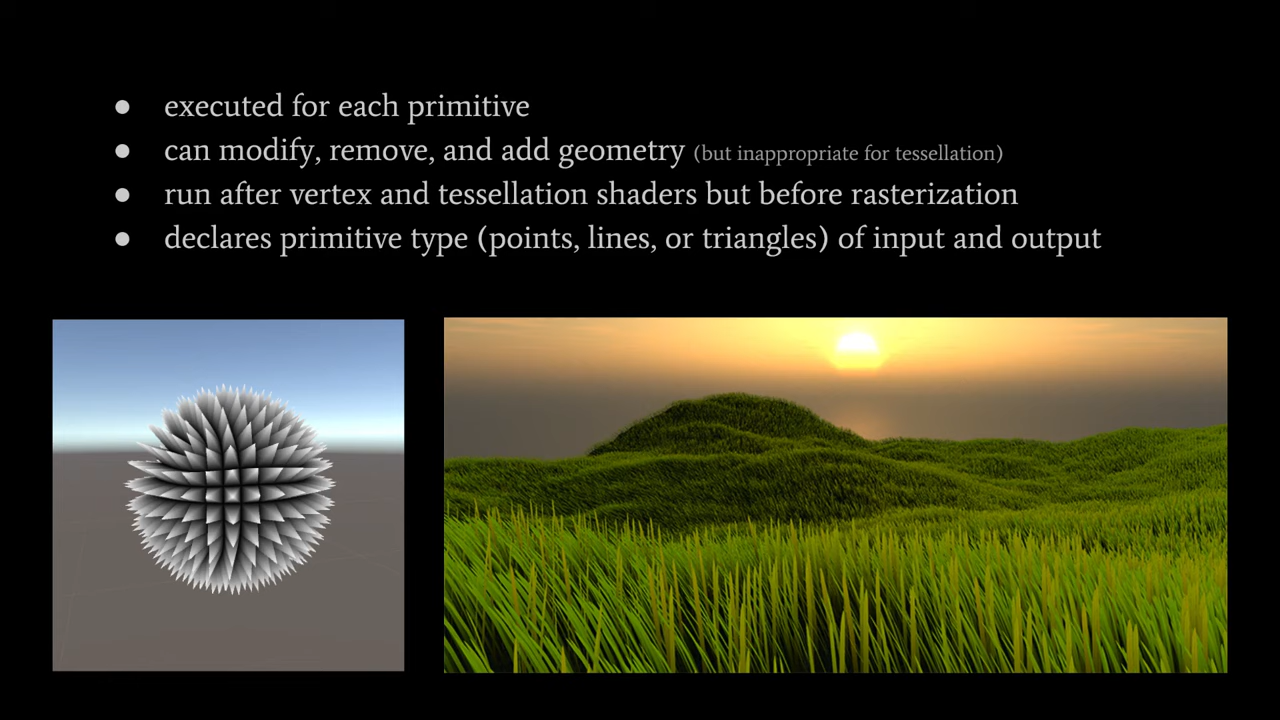 ● executed for each primitive
● can modify, remove, and add geometry (but inappropriate for tessellation)
● run after vertex and tessellation shaders but before rasterization
● declares primitive type (points, lines, or triangles) of input and output